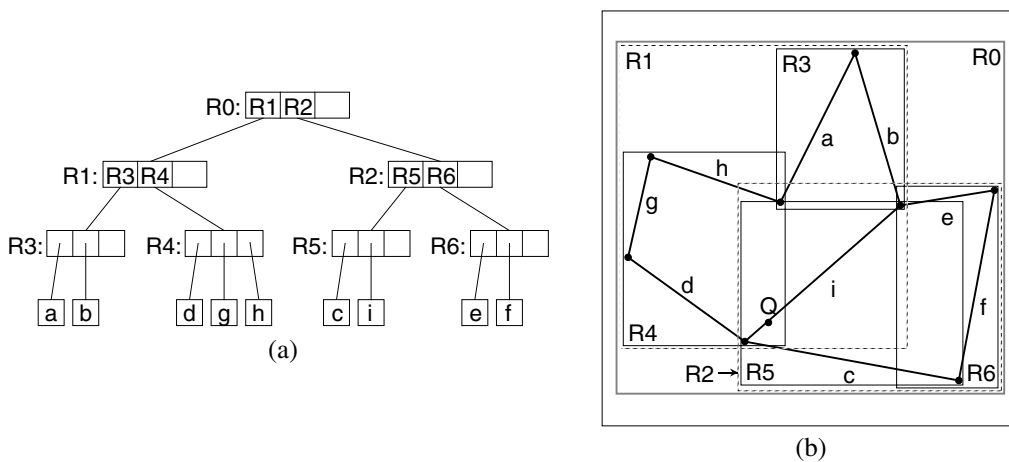 R0: R1 R2
R1: R3 R4
R2: R5 R6
R3:
R4:
R5:
R6:
a b
d g h
c i
e f
(a)
R1
R3
R0
a
b
h
g
e
d
Q
i
f
R4
R2
R5
c
R6
(b)